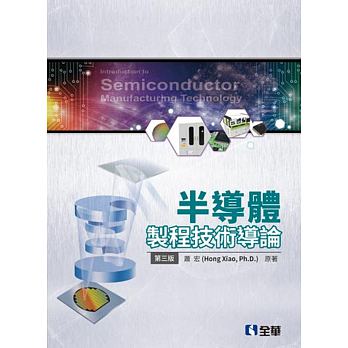 Introduction to
Semiconductor
Manufacturing Technology
半導體
製程技術導論
第三版 蕭 宏 (Hong Xiao, Ph.D.) 原著
全華